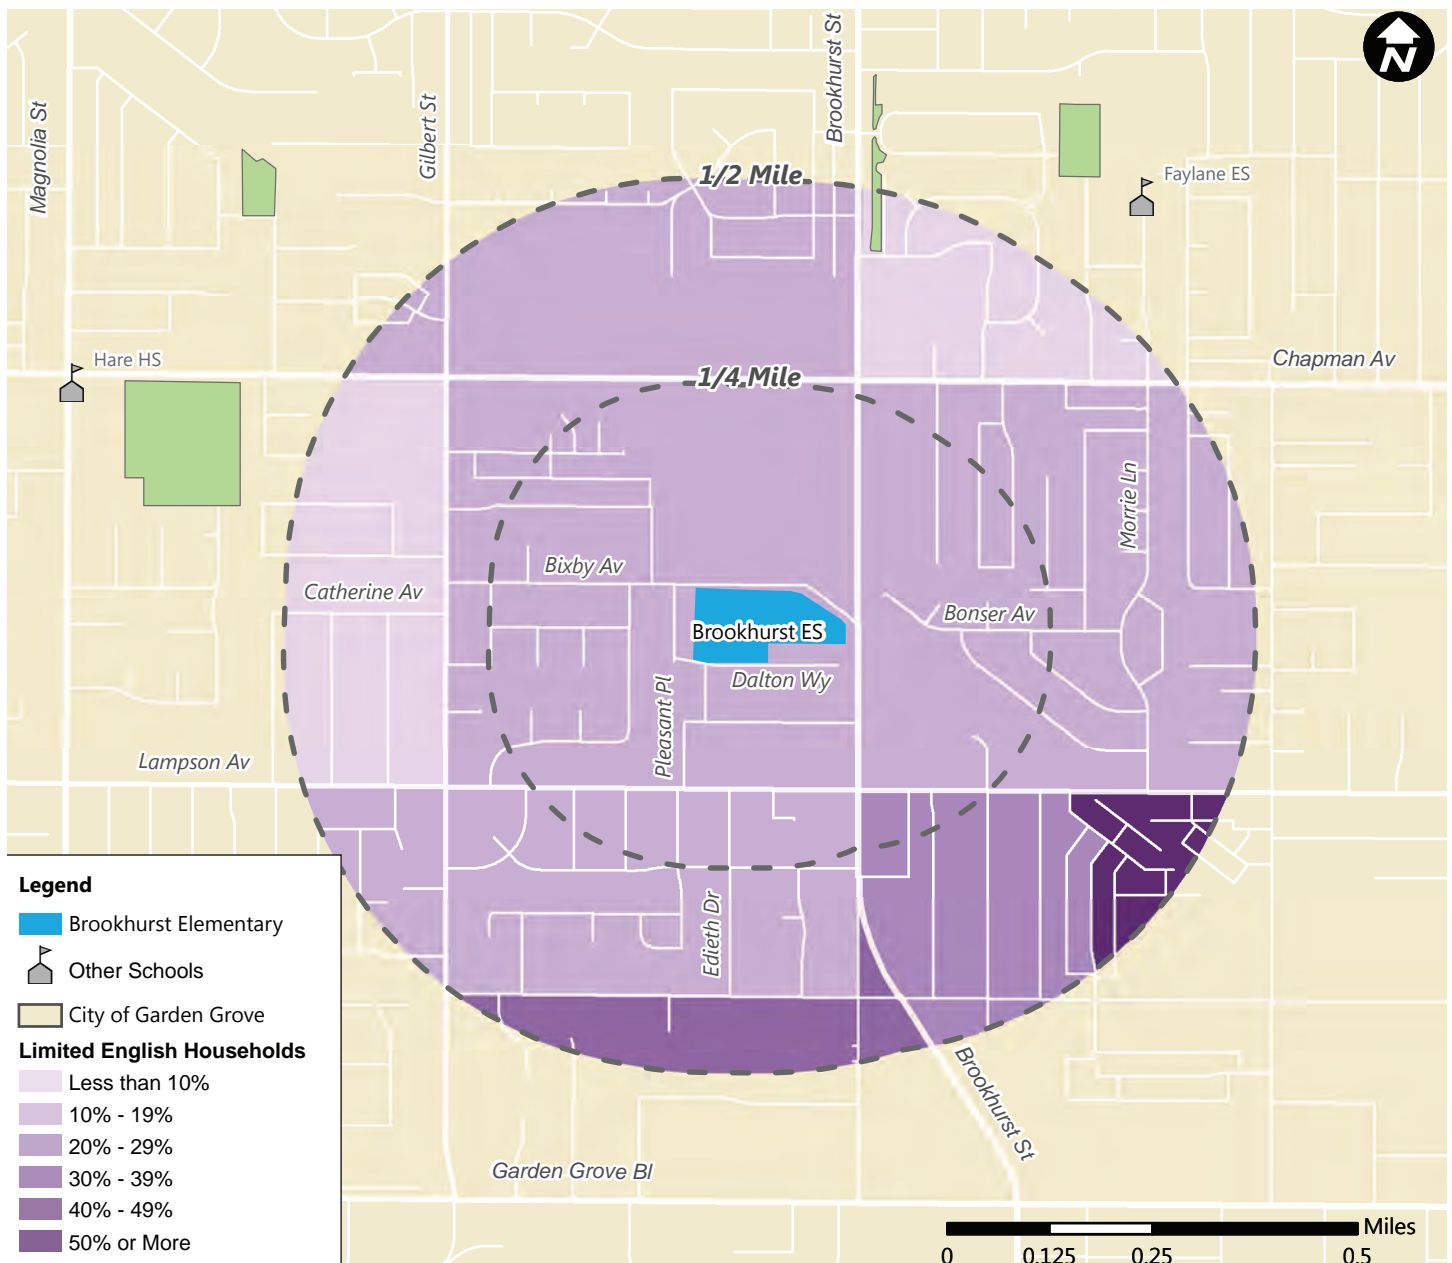 N
Brookhurst St
Gilbert St
Magnolia St
1/2 Mile
Faylane ES
Hare HS
Chapman Av
1/4 Mile
Morrie Ln
Bixby Av
Catherine Av
Bonser Av
Brookhurst ES
Dalton Wy
Pleasant Pl
Lampson Av
Edieth Dr
Brookhurst St
Garden Grove Bl
Legend
Brookhurst Elementary
Other Schools
City of Garden Grove
Limited English Households
Less than 10%
10% - 19%
20% - 29%
30% - 39%
40% - 49%
50% or More
Miles
0 0.125 0.25 0.5